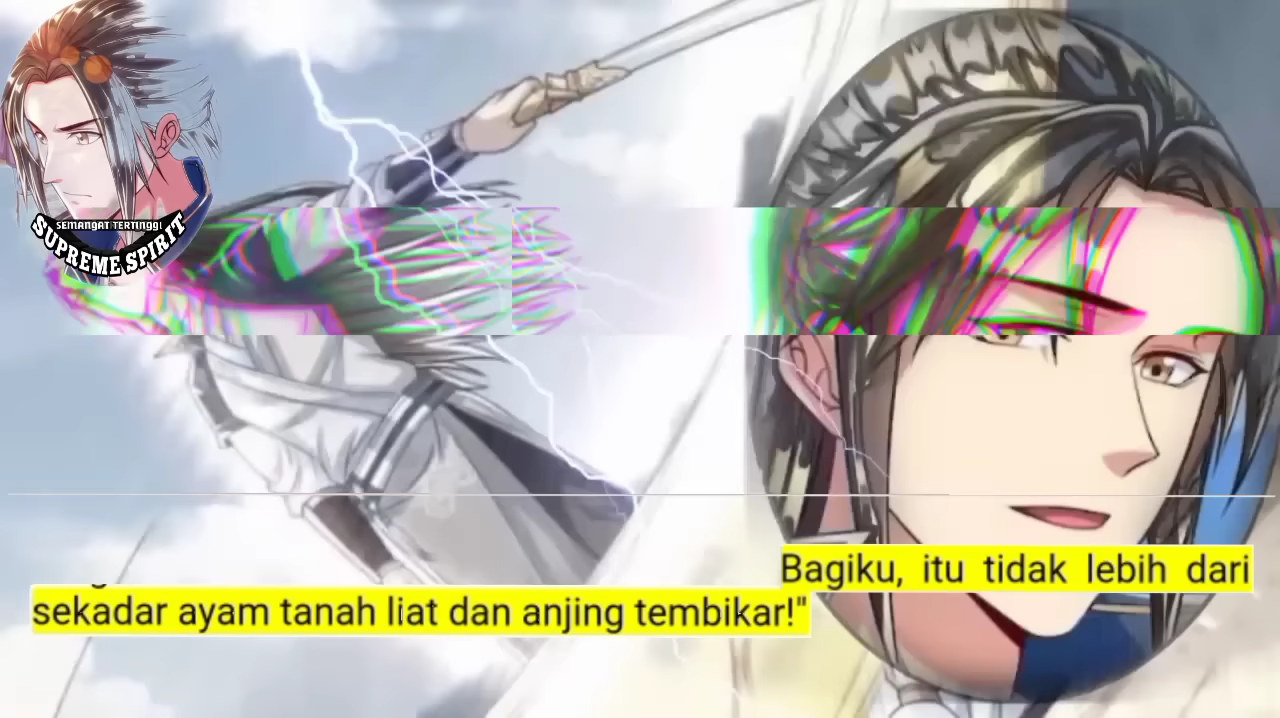 SEMANGAT TERTINGGI
SUPREME SPIRIT
Bagiku, itu tidak lebih dari
sekadar ayam tanah liat dan anjing tembikar!"